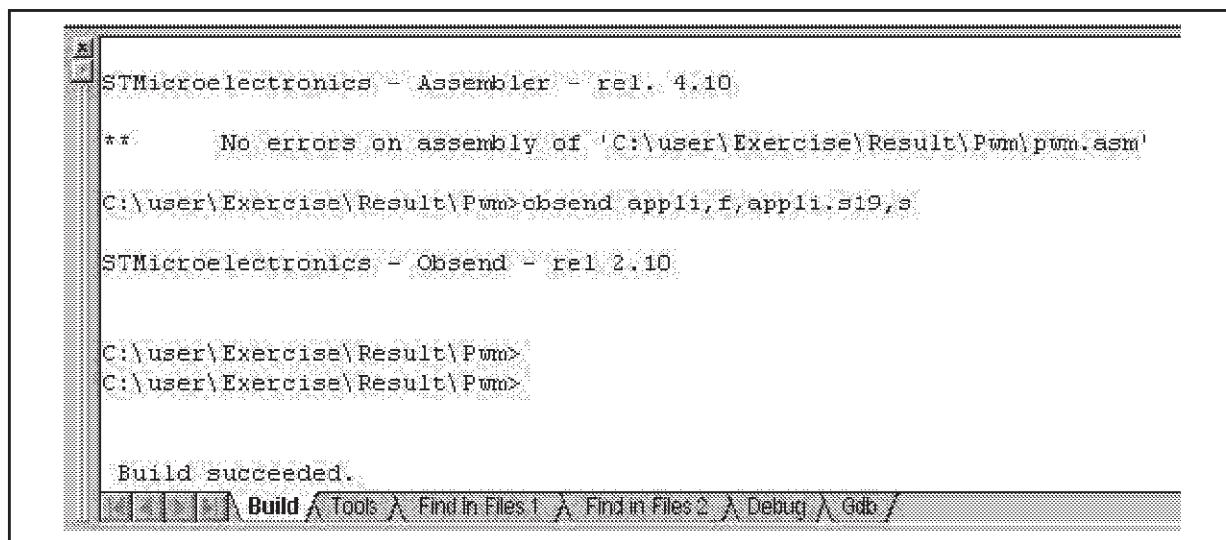 STMicroelectronics - Assembler - rel. 4.10
** No errors on assembly of 'C:\user\Exercise\Result\Pwm\pwm.asm'
C:\user\Exercise\Result\Pwm>obsend appli,f,appli.s19,s
STMicroelectronics - Obsend - rel 2.10
C:\user\Exercise\Result\Pwm>
C:\user\Exercise\Result\Pwm>
Build succeeded.
Build Tools Find in Files 1 Find in Files 2 Debug Gdb